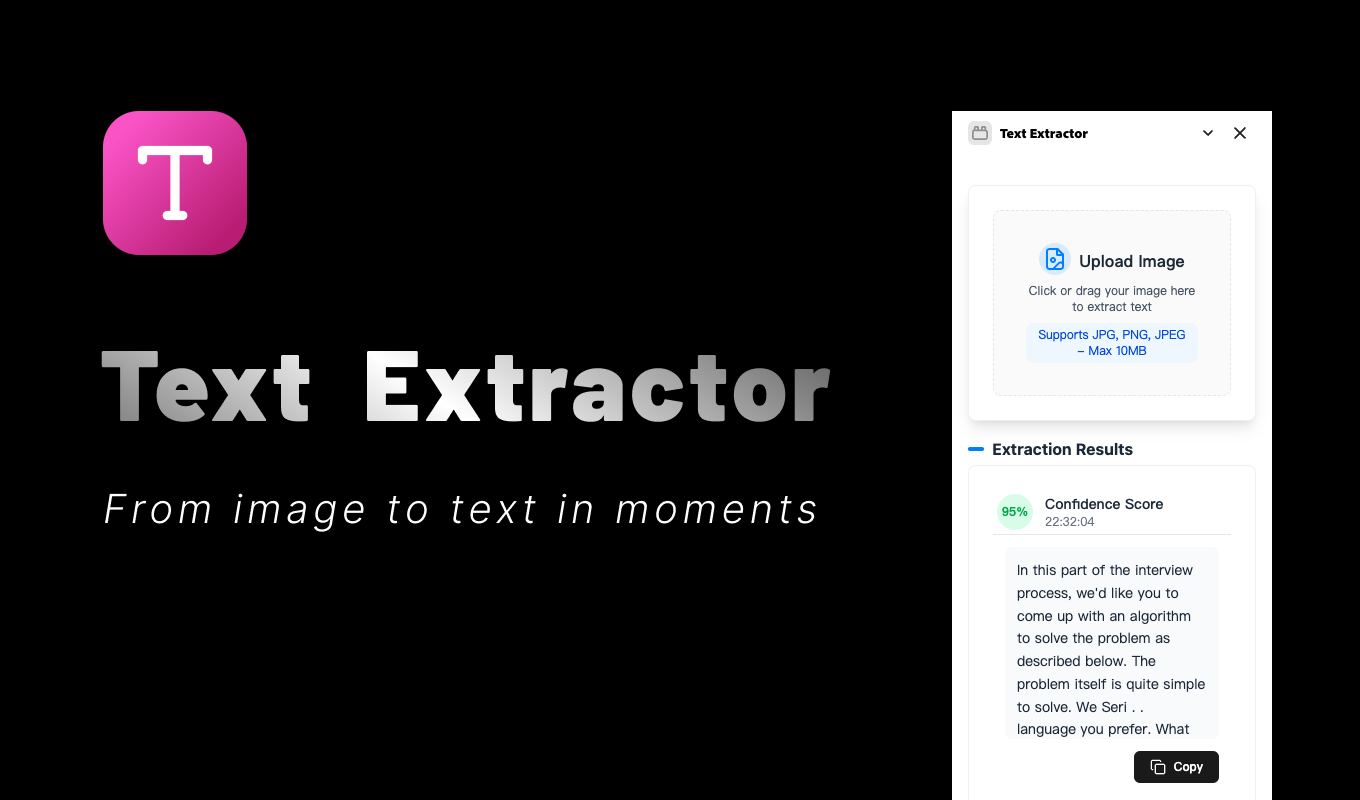 T
Text Extractor
From image to text in moments
Text Extractor
Upload Image
Click or drag your image here
to extract text
Supports JPG, PNG, JPEG
– Max 10MB
Extraction Results
95%
Confidence Score
22:32:04
In this part of the interview
process, we'd like you to
come up with an algorithm
to solve the problem as
described below. The
problem itself is quite simple
to solve. We Seri . .
language you prefer. What
Copy